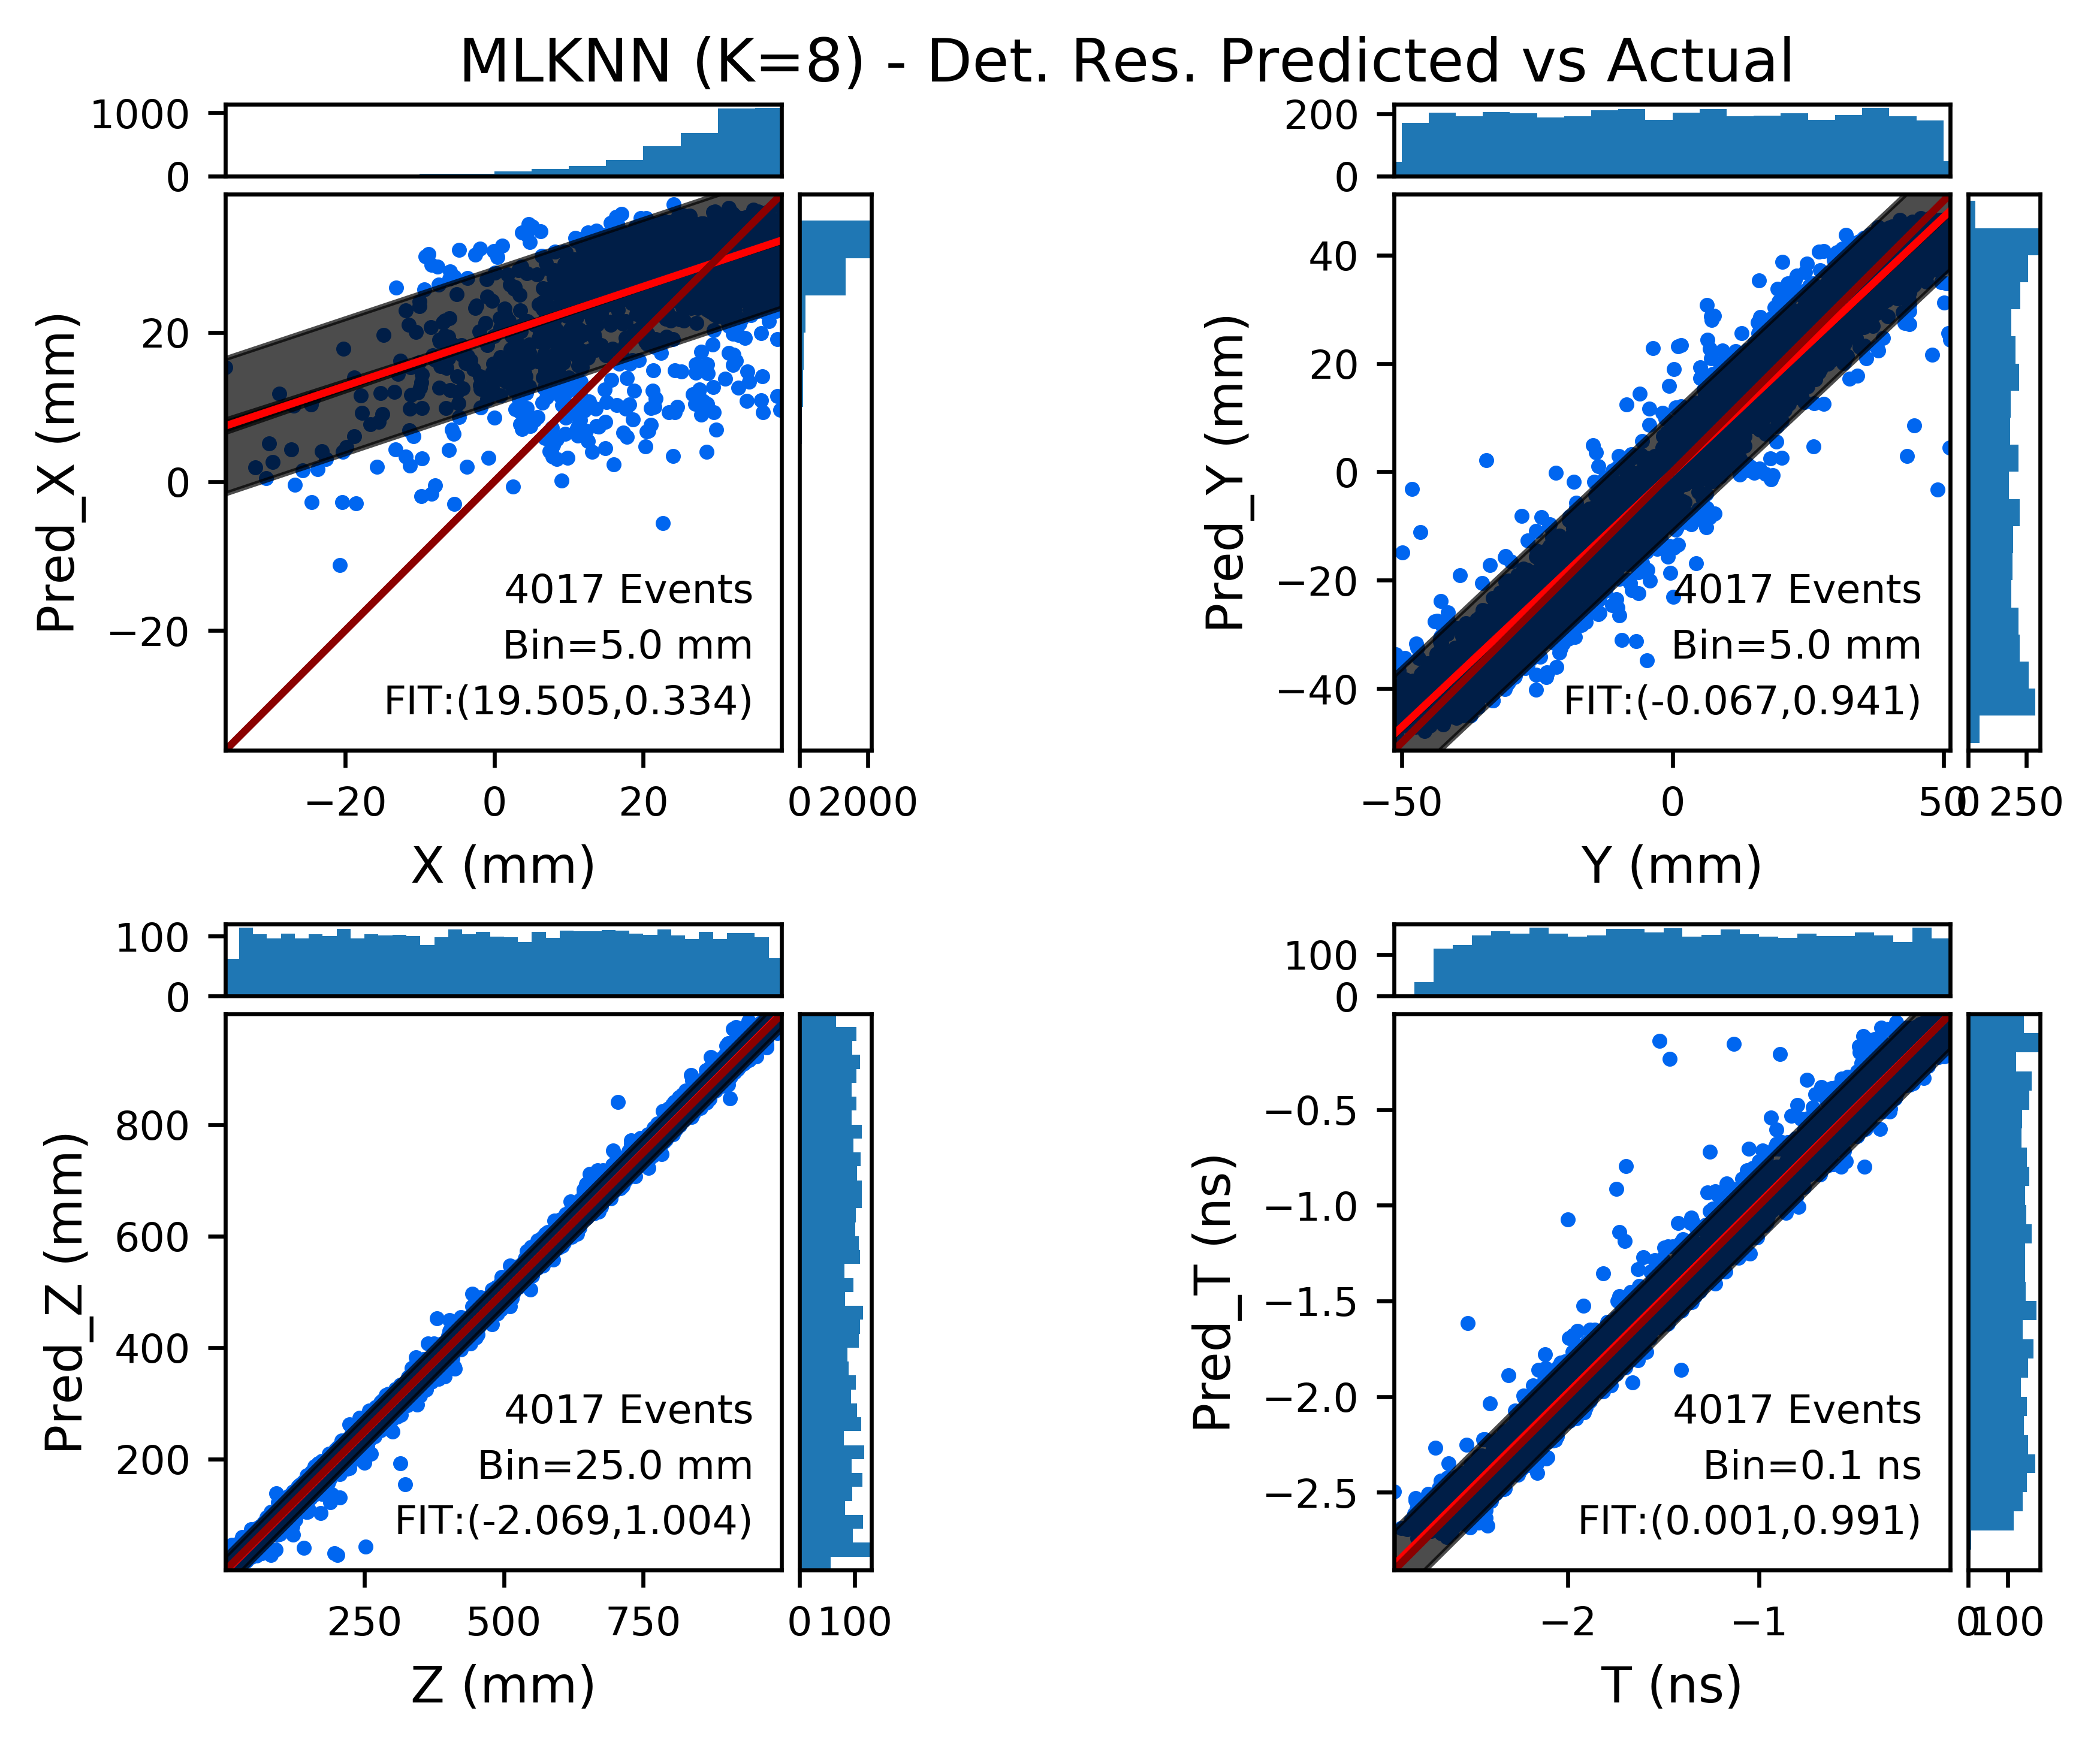 MLKNN (K=8) - Det. Res. Predicted vs Actual
1000
0
Pred_X (mm)
20
0
−20
4017 Events
Bin=5.0 mm
FIT:(19.505,0.334)
−20 0 20 0 2000
X (mm)
200
0
Pred_Y (mm)
40
20
0
−20
−40
4017 Events
Bin=5.0 mm
FIT:(-0.067,0.941)
−50 0 50 0 250
Y (mm)
100
0
Pred_Z (mm)
800
600
400
200
4017 Events
Bin=25.0 mm
FIT:(-2.069,1.004)
250 500 750 0 100
Z (mm)
100
0
Pred_T (ns)
−0.5
−1.0
−1.5
−2.0
−2.5
4017 Events
Bin=0.1 ns
FIT:(0.001,0.991)
−2 −1 0 100
T (ns)